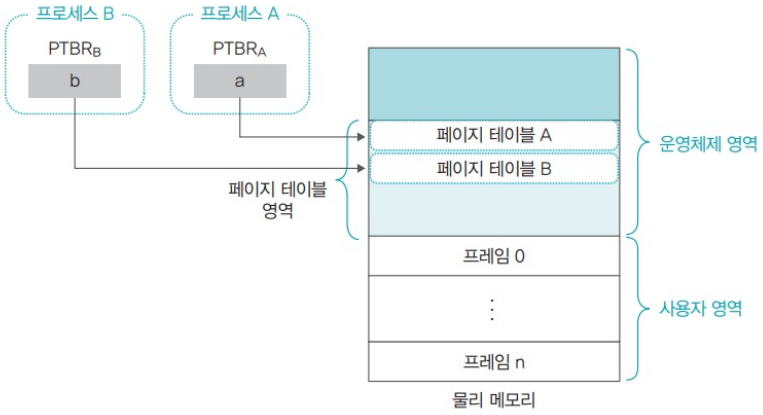 프로세스 B
프로세스 A
PTBRB
PTBRA
b
a
페이지 테이블 A
페이지 테이블 B
운영체제 영역
페이지 테이블
영역
프레임 0
⋮
사용자 영역
프레임 n
물리 메모리